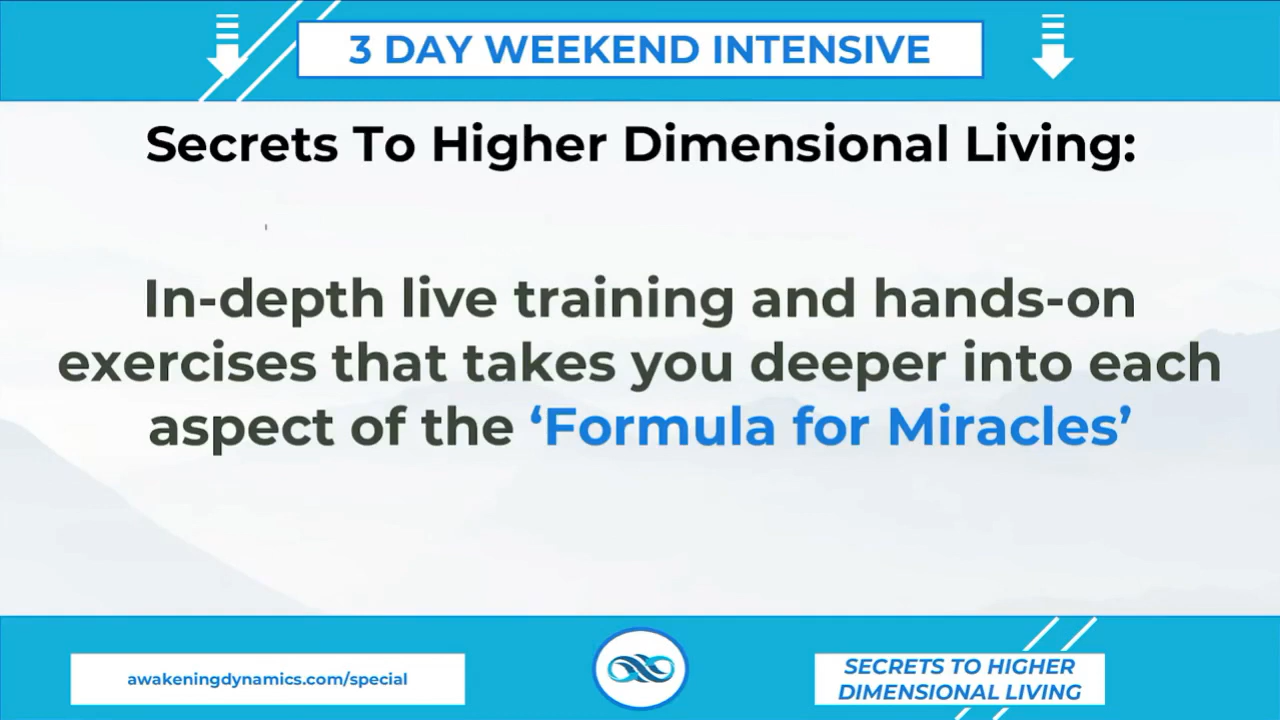 3 DAY WEEKEND INTENSIVE
Secrets To Higher Dimensional Living:
In-depth live training and hands-on
exercises that takes you deeper into each
aspect of the ‘Formula for Miracles’
awakeningdynamics.com/special
SECRETS TO HIGHER
DIMENSIONAL LIVING